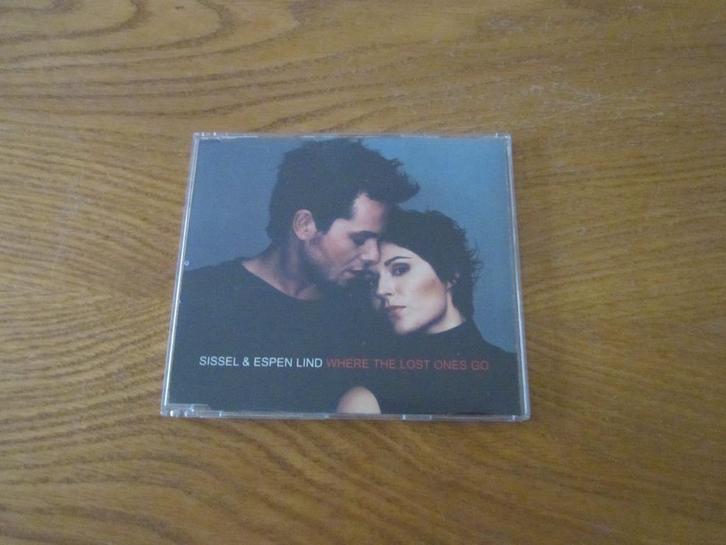 SISSEL & ESPEN LIND WHERE THE LOST ONES GO